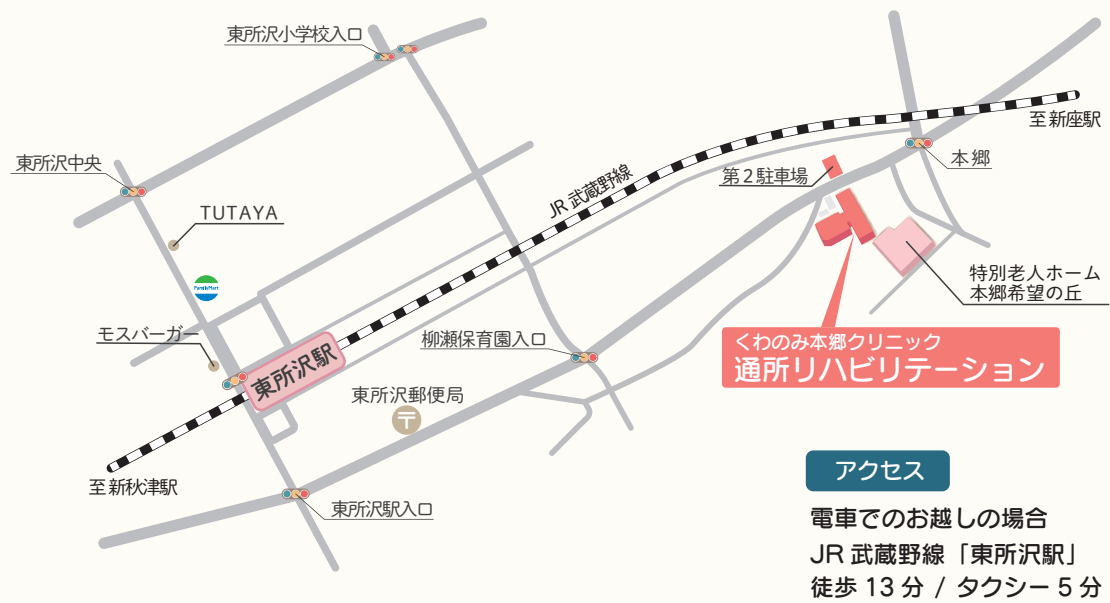 東所沢小学校入口
至新座駅
本郷
東所沢中央
第2駐車場
JR 武蔵野線
TUTAYA
特別老人ホーム
本郷希望の丘
FamilyMart
モスバーガー
柳瀬保育園入口
くわのみ本郷クリニック
通所リハビリテーション
東所沢駅
東所沢郵便局
〒
至新秋津駅
東所沢駅入口
アクセス
電車でのお越しの場合
JR 武蔵野線「東所沢駅」
徒歩 13 分 / タクシー 5 分